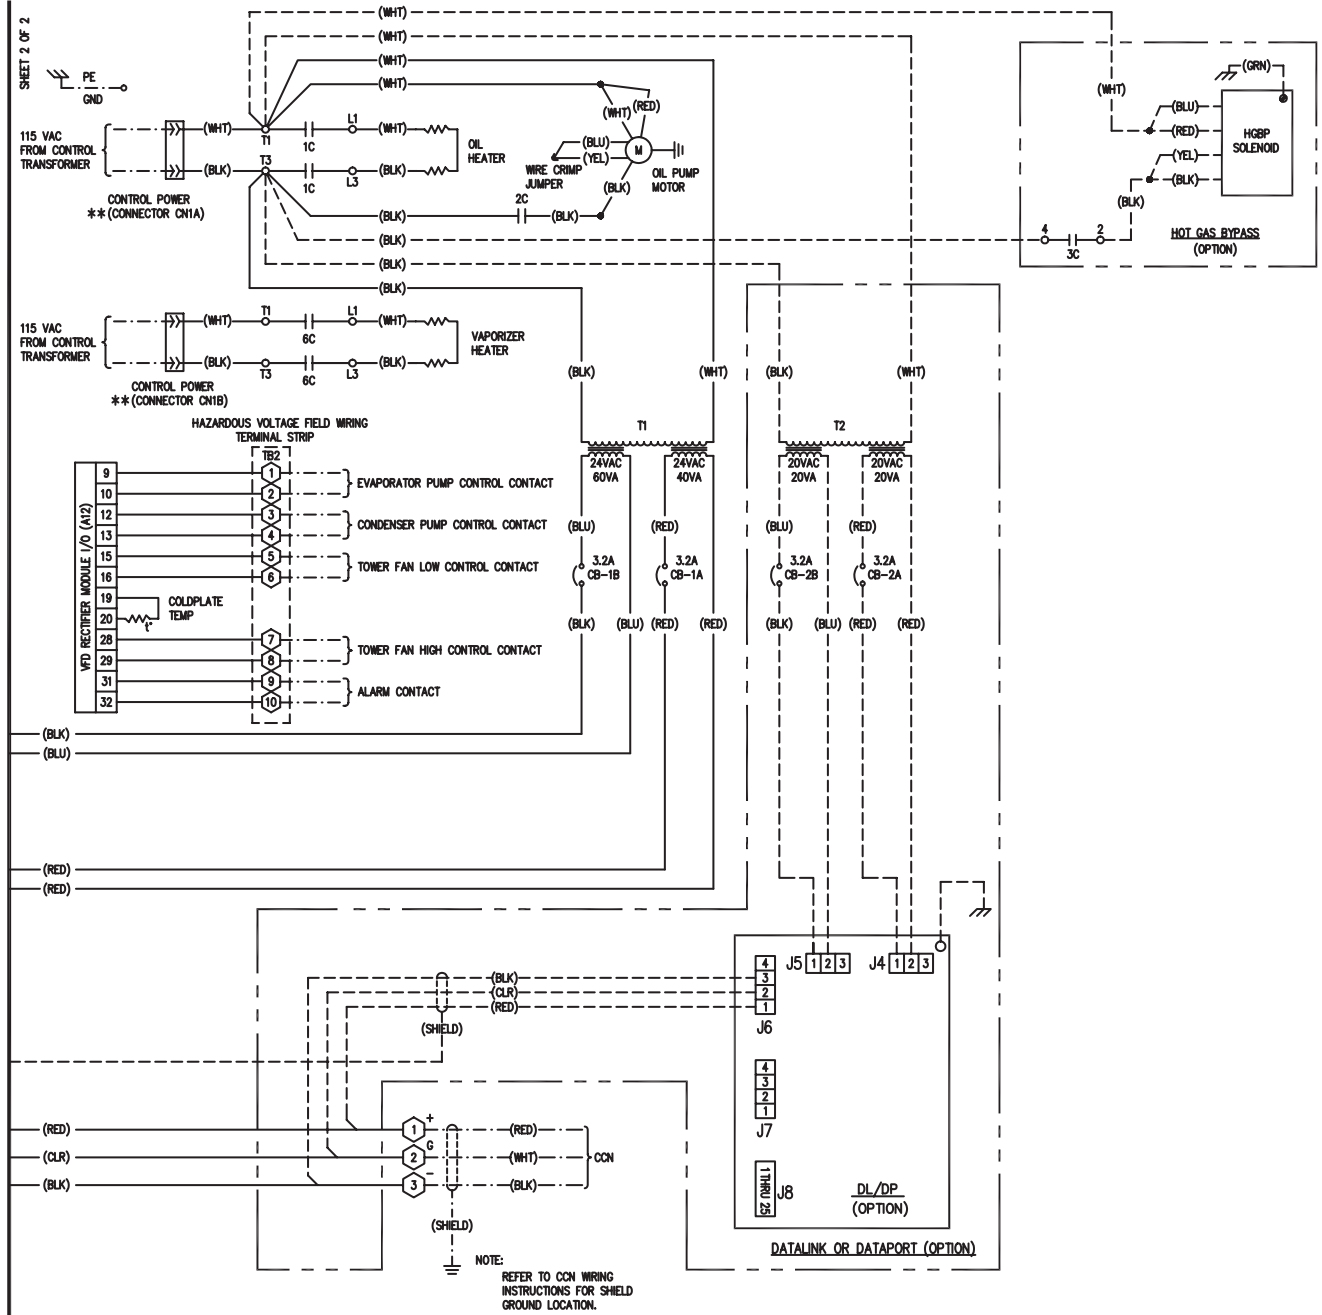 SHEET 2 OF 2
(WHT)
(WHT)
(WHT)
(WHT)
PE
GND
115 VAC
FROM CONTROL
TRANSFORMER
(WHT)
T1
1C
L1
(WHT)
OIL
HEATER
(BLK)
T3
1C
L3
(BLK)
CONTROL POWER
**(CONNECTOR CN1A)
(WHT)
(RED)
(BLU)
(YEL)
M
WIRE CRIMP
JUMPER
OIL PUMP
MOTOR
(BLK)
2C
(BLK)
(BLK)
(BLK)
(BLK)
(BLK)
(WHT)
(GRN)
(BLU)
(RED)
(YEL)
(BLK)
HGBP
SOLENOID
(BLK)
4
3C
2
HOT GAS BYPASS
(OPTION)
115 VAC
FROM CONTROL
TRANSFORMER
(WHT)
T1
6C
L1
(WHT)
(BLK)
T3
6C
L3
(BLK)
VAPORIZER
HEATER
CONTROL POWER
**(CONNECTOR CN1B)
(BLK)
(WHT)
(BLK)
(WHT)
HAZARDOUS VOLTAGE FIELD WIRING
TERMINAL STRIP
TB2
VFD RECTIFIER MODULE I/O (A12)
9
1
EVAPORATOR PUMP CONTROL CONTACT
10
2
12
3
CONDENSER PUMP CONTROL CONTACT
13
4
15
5
TOWER FAN LOW CONTROL CONTACT
16
6
19
COLDPLATE
TEMP
20
t°
28
7
TOWER FAN HIGH CONTROL CONTACT
29
8
31
9
ALARM CONTACT
32
10
T1
24VAC
60VA
24VAC
40VA
T2
20VAC
20VA
20VAC
20VA
(BLU)
(RED)
(BLU)
(RED)
3.2A
CB-1B
3.2A
CB-1A
3.2A
CB-2B
3.2A
CB-2A
(BLK)
(BLU)
(RED)
(RED)
(BLK)
(BLU)
(RED)
(RED)
(BLK)
(BLU)
(RED)
(RED)
J5
1 2 3
J4
1 2 3
(BLK)
(CLR)
(RED)
(SHIELD)
4
3
2
1
J6
4
3
2
1
J7
1 THRU 25
J8
DL/DP
(OPTION)
DATALINK OR DATAPORT (OPTION)
(RED)
1
+
(RED)
(CLR)
2
G
(WHT)
CCN
(BLK)
3
-
(BLK)
(SHIELD)
NOTE:
REFER TO CCN WIRING
INSTRUCTIONS FOR SHIELD
GROUND LOCATION.